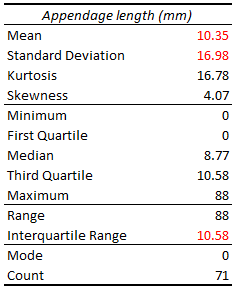 Appendage length (mm)
Mean 10.35
Standard Deviation 16.98
Kurtosis 16.78
Skewness 4.07
Minimum 0
First Quartile 0
Median 8.77
Third Quartile 10.58
Maximum 88
Range 88
Interquartile Range 10.58
Mode 0
Count 71